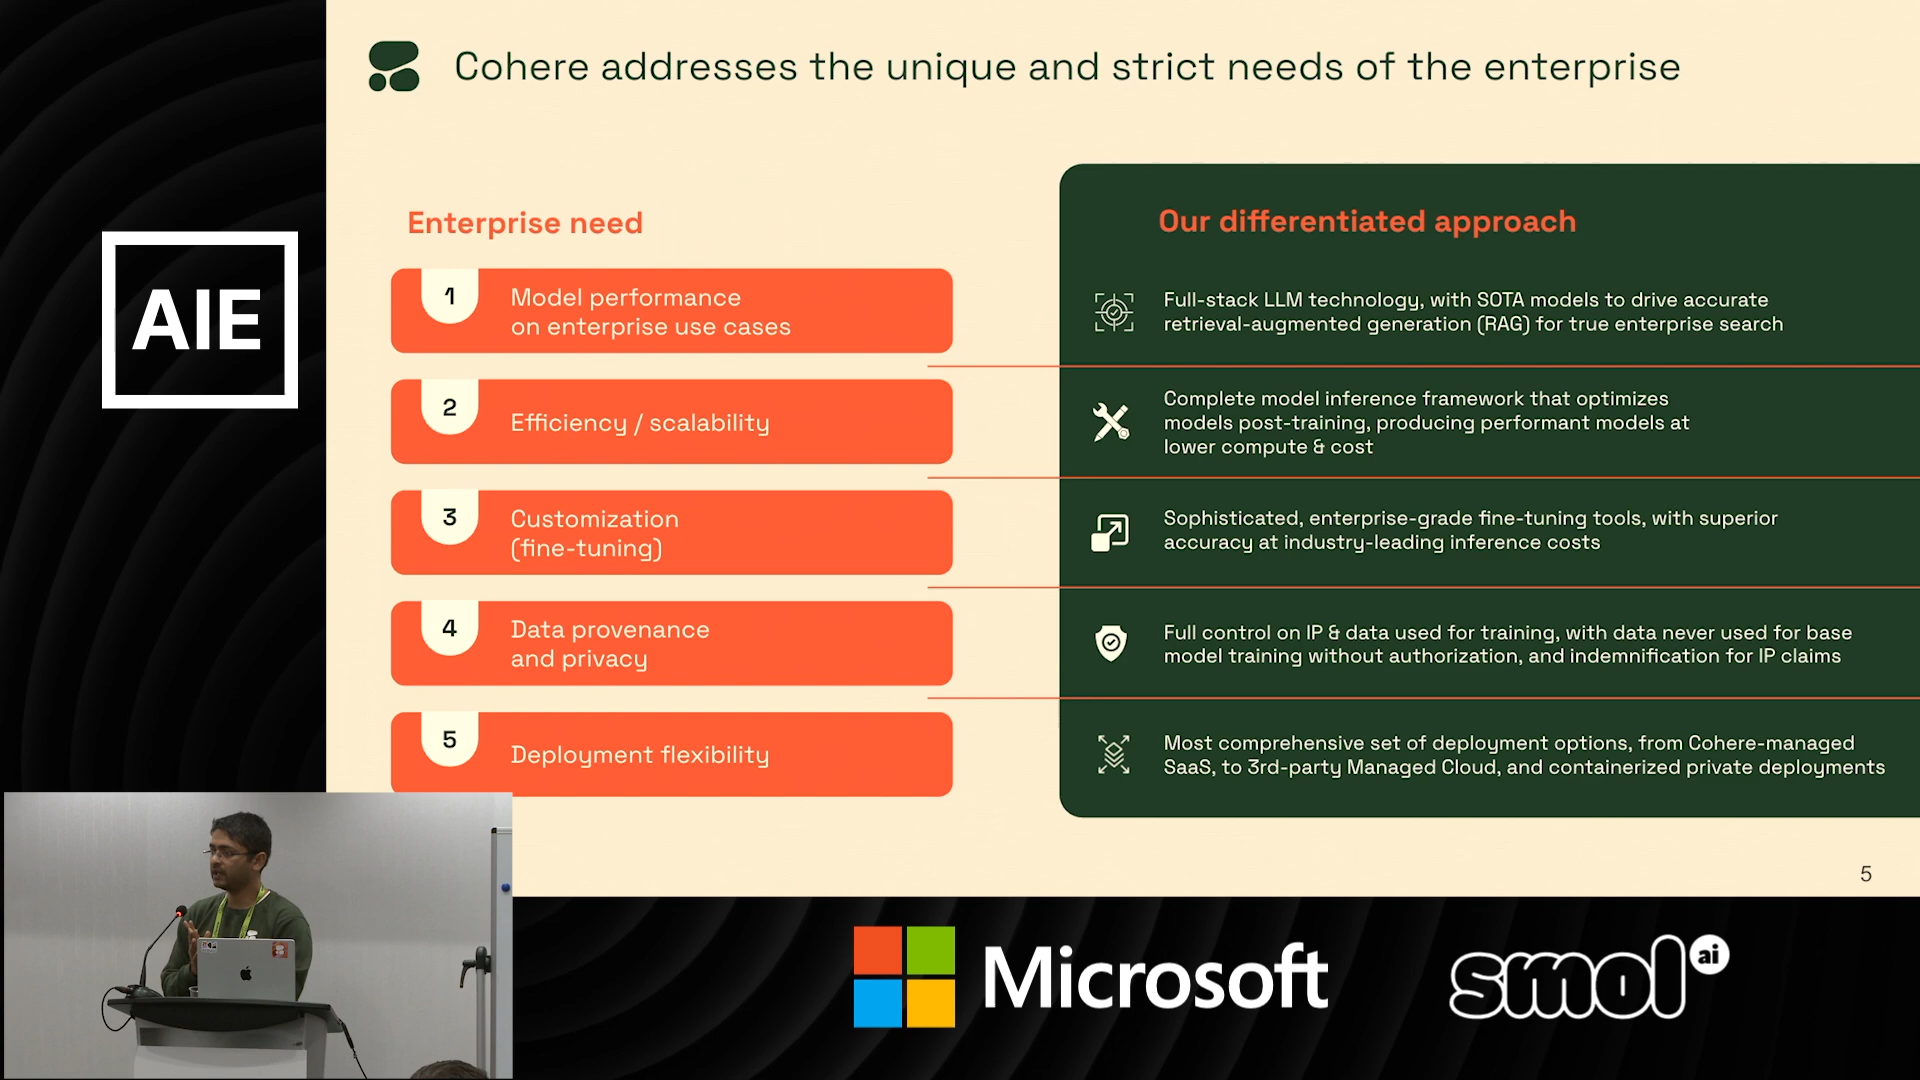 Cohere addresses the unique and strict needs of the enterprise
AIE
Enterprise need
1
Model performance
on enterprise use cases
2
Efficiency / scalability
3
Customization
(fine-tuning)
4
Data provenance
and privacy
5
Deployment flexibility
Our differentiated approach
Full-stack LLM technology, with SOTA models to drive accurate
retrieval-augmented generation (RAG) for true enterprise search
Complete model inference framework that optimizes
models post-training, producing performant models at
lower compute & cost
Sophisticated, enterprise-grade fine-tuning tools, with superior
accuracy at industry-leading inference costs
Full control on IP & data used for training, with data never used for base
model training without authorization, and indemnification for IP claims
Most comprehensive set of deployment options, from Cohere-managed
SaaS, to 3rd-party Managed Cloud, and containerized private deployments
5
Microsoft
smol ai